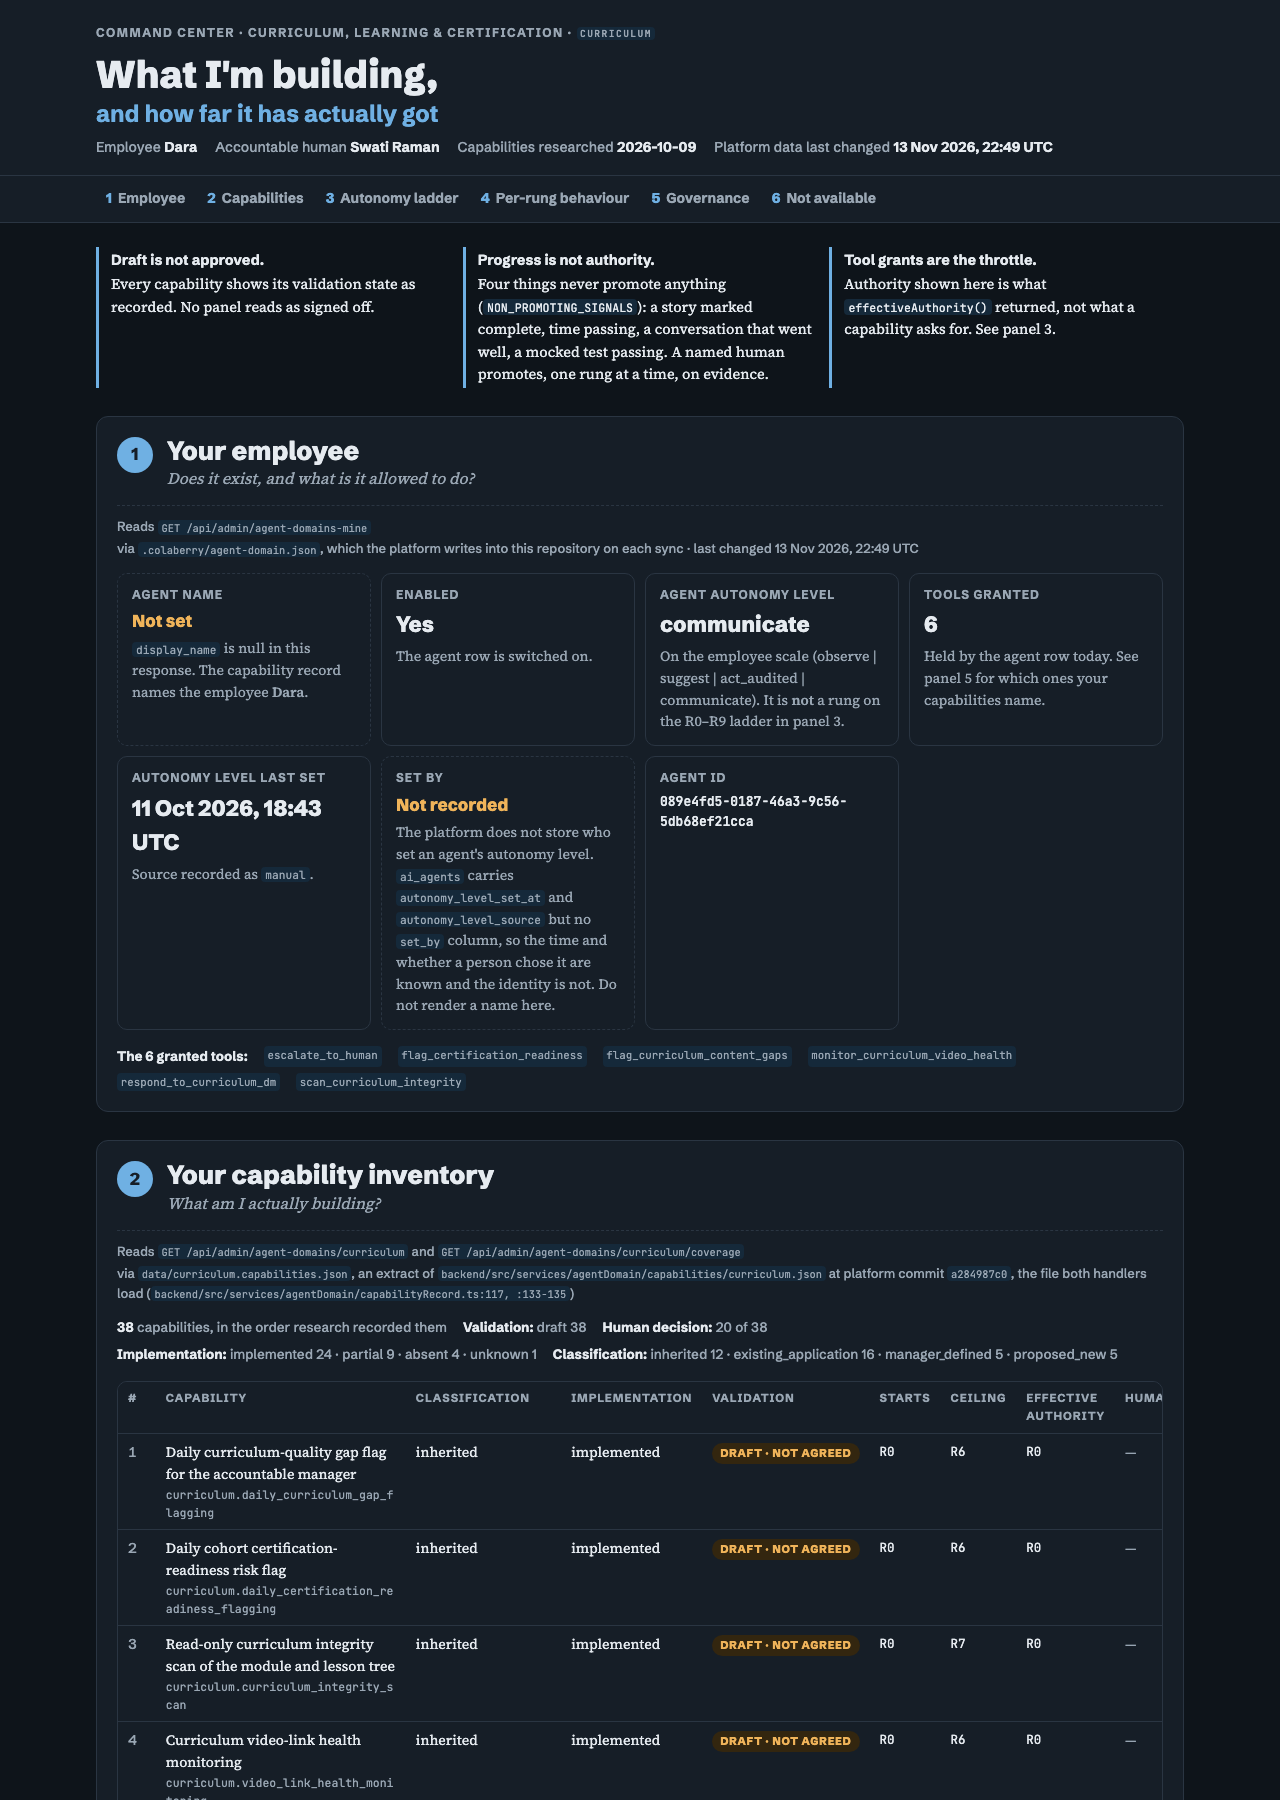 COMMAND CENTER · CURRICULUM, LEARNING & CERTIFICATION · CURRICULUM
What I'm building,
and how far it has actually got
Employee Dara Accountable human Swati Raman Capabilities researched 2026-10-09 Platform data last changed 13 Nov 2026, 22:49 UTC
1 Employee 2 Capabilities 3 Autonomy ladder 4 Per-rung behaviour 5 Governance 6 Not available
Draft is not approved.
Every capability shows its validation state as
recorded. No panel reads as signed off.
Progress is not authority.
Four things never promote anything
(NON_PROMOTING_SIGNALS): a story marked
complete, time passing, a conversation that went
well, a mocked test passing. A named human
promotes, one rung at a time, on evidence.
Tool grants are the throttle.
Authority shown here is what
effectiveAuthority() returned, not what a
capability asks for. See panel 3.
1 Your employee
Does it exist, and what is it allowed to do?
Reads GET /api/admin/agent-domains-mine
via .colaberry/agent-domain.json, which the platform writes into this repository on each sync · last changed 13 Nov 2026, 22:49 UTC
AGENT NAME
Not set
display_name is null in this
response. The capability record
names the employee Dara.
ENABLED
Yes
The agent row is switched on.
AGENT AUTONOMY LEVEL
communicate
On the employee scale (observe |
suggest | act_audited |
communicate). It is not a rung on
the R0–R9 ladder in panel 3.
TOOLS GRANTED
6
Held by the agent row today. See
panel 5 for which ones your
capabilities name.
AUTONOMY LEVEL LAST SET
11 Oct 2026, 18:43
UTC
Source recorded as manual.
SET BY
Not recorded
The platform does not store who
set an agent's autonomy level.
ai_agents carries
autonomy_level_set_at and
autonomy_level_source but no
set_by column, so the time and
whether a person chose it are
known and the identity is not. Do
not render a name here.
AGENT ID
089e4fd5-0187-46a3-9c56-
5db68ef21cca
The 6 granted tools: escalate_to_human flag_certification_readiness flag_curriculum_content_gaps monitor_curriculum_video_health
respond_to_curriculum_dm scan_curriculum_integrity
2 Your capability inventory
What am I actually building?
Reads GET /api/admin/agent-domains/curriculum and GET /api/admin/agent-domains/curriculum/coverage
via data/curriculum.capabilities.json, an extract of backend/src/services/agentDomain/capabilities/curriculum.json at platform commit a284987c0, the file both handlers
load (backend/src/services/agentDomain/capabilityRecord.ts:117, :133-135)
38 capabilities, in the order research recorded them Validation: draft 38 Human decision: 20 of 38
Implementation: implemented 24 · partial 9 · absent 4 · unknown 1 Classification: inherited 12 · existing_application 16 · manager_defined 5 · proposed_new 5
# CAPABILITY CLASSIFICATION IMPLEMENTATION VALIDATION STARTS CEILING EFFECTIVE AUTHORITY HUMA
1 Daily curriculum-quality gap flag inherited implemented DRAFT · NOT AGREED R0 R6 R0 —
for the accountable manager
curriculum.daily_curriculum_gap_f
lagging
2 Daily cohort certification- inherited implemented DRAFT · NOT AGREED R0 R6 R0 —
readiness risk flag
curriculum.daily_certification_re
adiness_flagging
3 Read-only curriculum integrity inherited implemented DRAFT · NOT AGREED R0 R7 R0 —
scan of the module and lesson tree
curriculum.curriculum_integrity_s
can
4 Curriculum video-link health inherited implemented DRAFT · NOT AGREED R0 R6 R0 —
monitoring
curriculum.video_link_health_moni